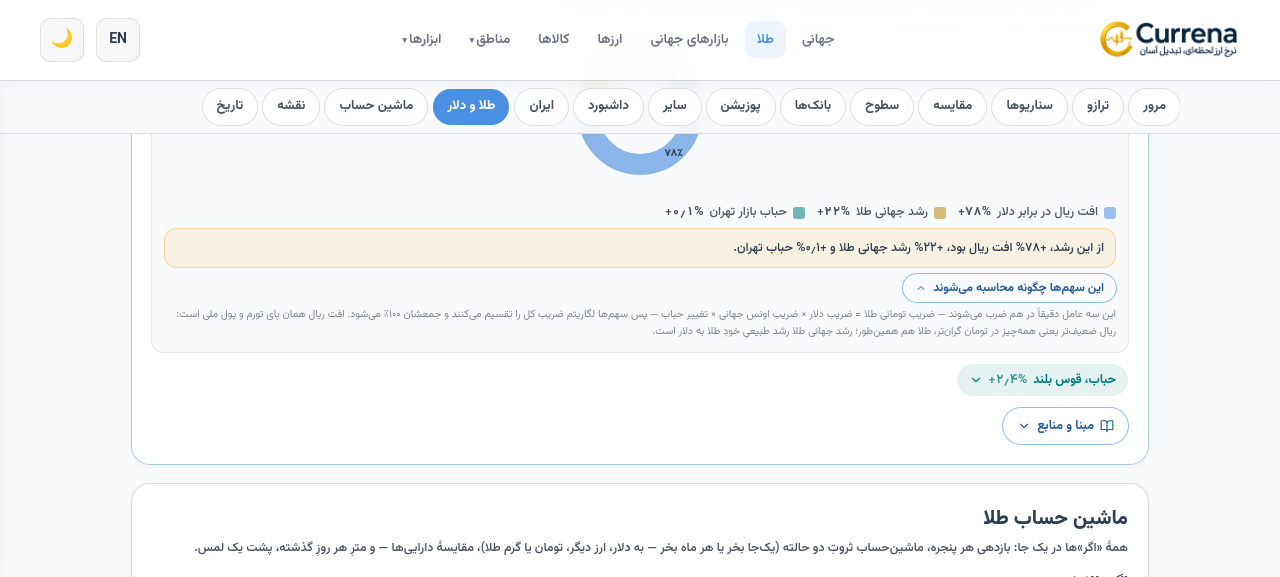 Currena
نرخ ارز لحظه‌ای، تبدیل آسان
جهانی
طلا
بازارهای جهانی
ارزها
کالاها
مناطق ▾
ابزارها ▾
EN
مرور
ترازو
سناریوها
مقایسه
سطوح
بانک‌ها
پوزیشن
سایر
داشبورد
ایران
طلا و دلار
ماشین حساب
نقشه
تاریخ
۷۸٪
افت ریال در برابر دلار +۷۸% رشد جهانی طلا +۲۲% حباب بازار تهران +۰٫۱%
از این رشد، +۷۸% افت ریال بود، +۲۲% رشد جهانی طلا و +۰٫۱% حباب تهران.
این سهم‌ها چگونه محاسبه می‌شوند
این سه عامل دقیقاً در هم ضرب می‌شوند — ضریب تومانی طلا = ضریب دلار × ضریب اونس جهانی × تغییر حباب — پس سهم‌ها لگاریتم ضریب کل را تقسیم می‌کنند و جمعشان ۱۰۰٪ می‌شود. افت ریال همان پای تورم و پول ملی است:
ریال ضعیف‌تر یعنی همه‌چیز در تومان گران‌تر، طلا هم همین‌طور؛ رشد جهانی طلا رشد طبیعیِ خودِ طلا به دلار است.
حباب، قوس بلند +۲٫۴%
مبنا و منابع
ماشین حساب طلا
همهٔ «اگر»ها در یک جا: بازدهی هر پنجره، ماشین‌حساب ثروتِ دو حالته (یک‌جا بخر یا هر ماه بخر — به دلار، ارز دیگر، تومان یا گرم طلا)، مقایسهٔ دارایی‌ها — و مترِ هر روزِ گذشته، پشت یک لمس.